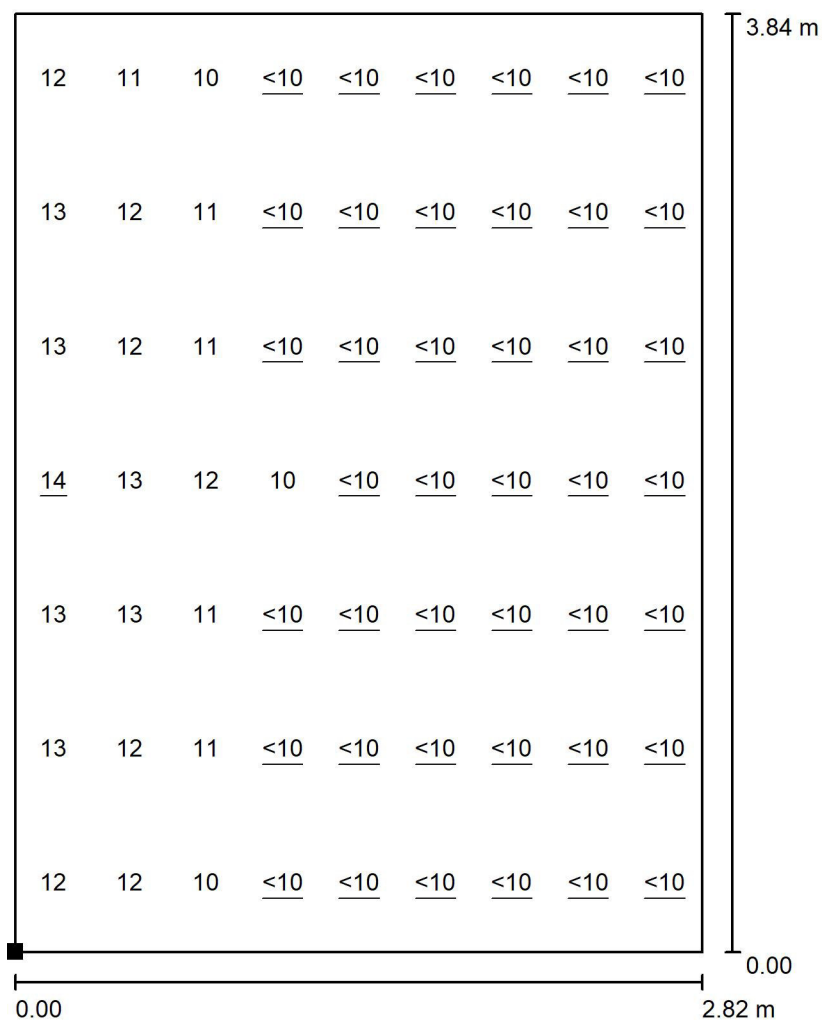 3.84 m
12 11 10 <10 <10 <10 <10 <10 <10
13 12 11 <10 <10 <10 <10 <10 <10
13 12 11 <10 <10 <10 <10 <10 <10
14 13 12 10 <10 <10 <10 <10 <10
13 13 11 <10 <10 <10 <10 <10 <10
13 12 11 <10 <10 <10 <10 <10 <10
12 12 10 <10 <10 <10 <10 <10 <10
0.00
0.00 2.82 m